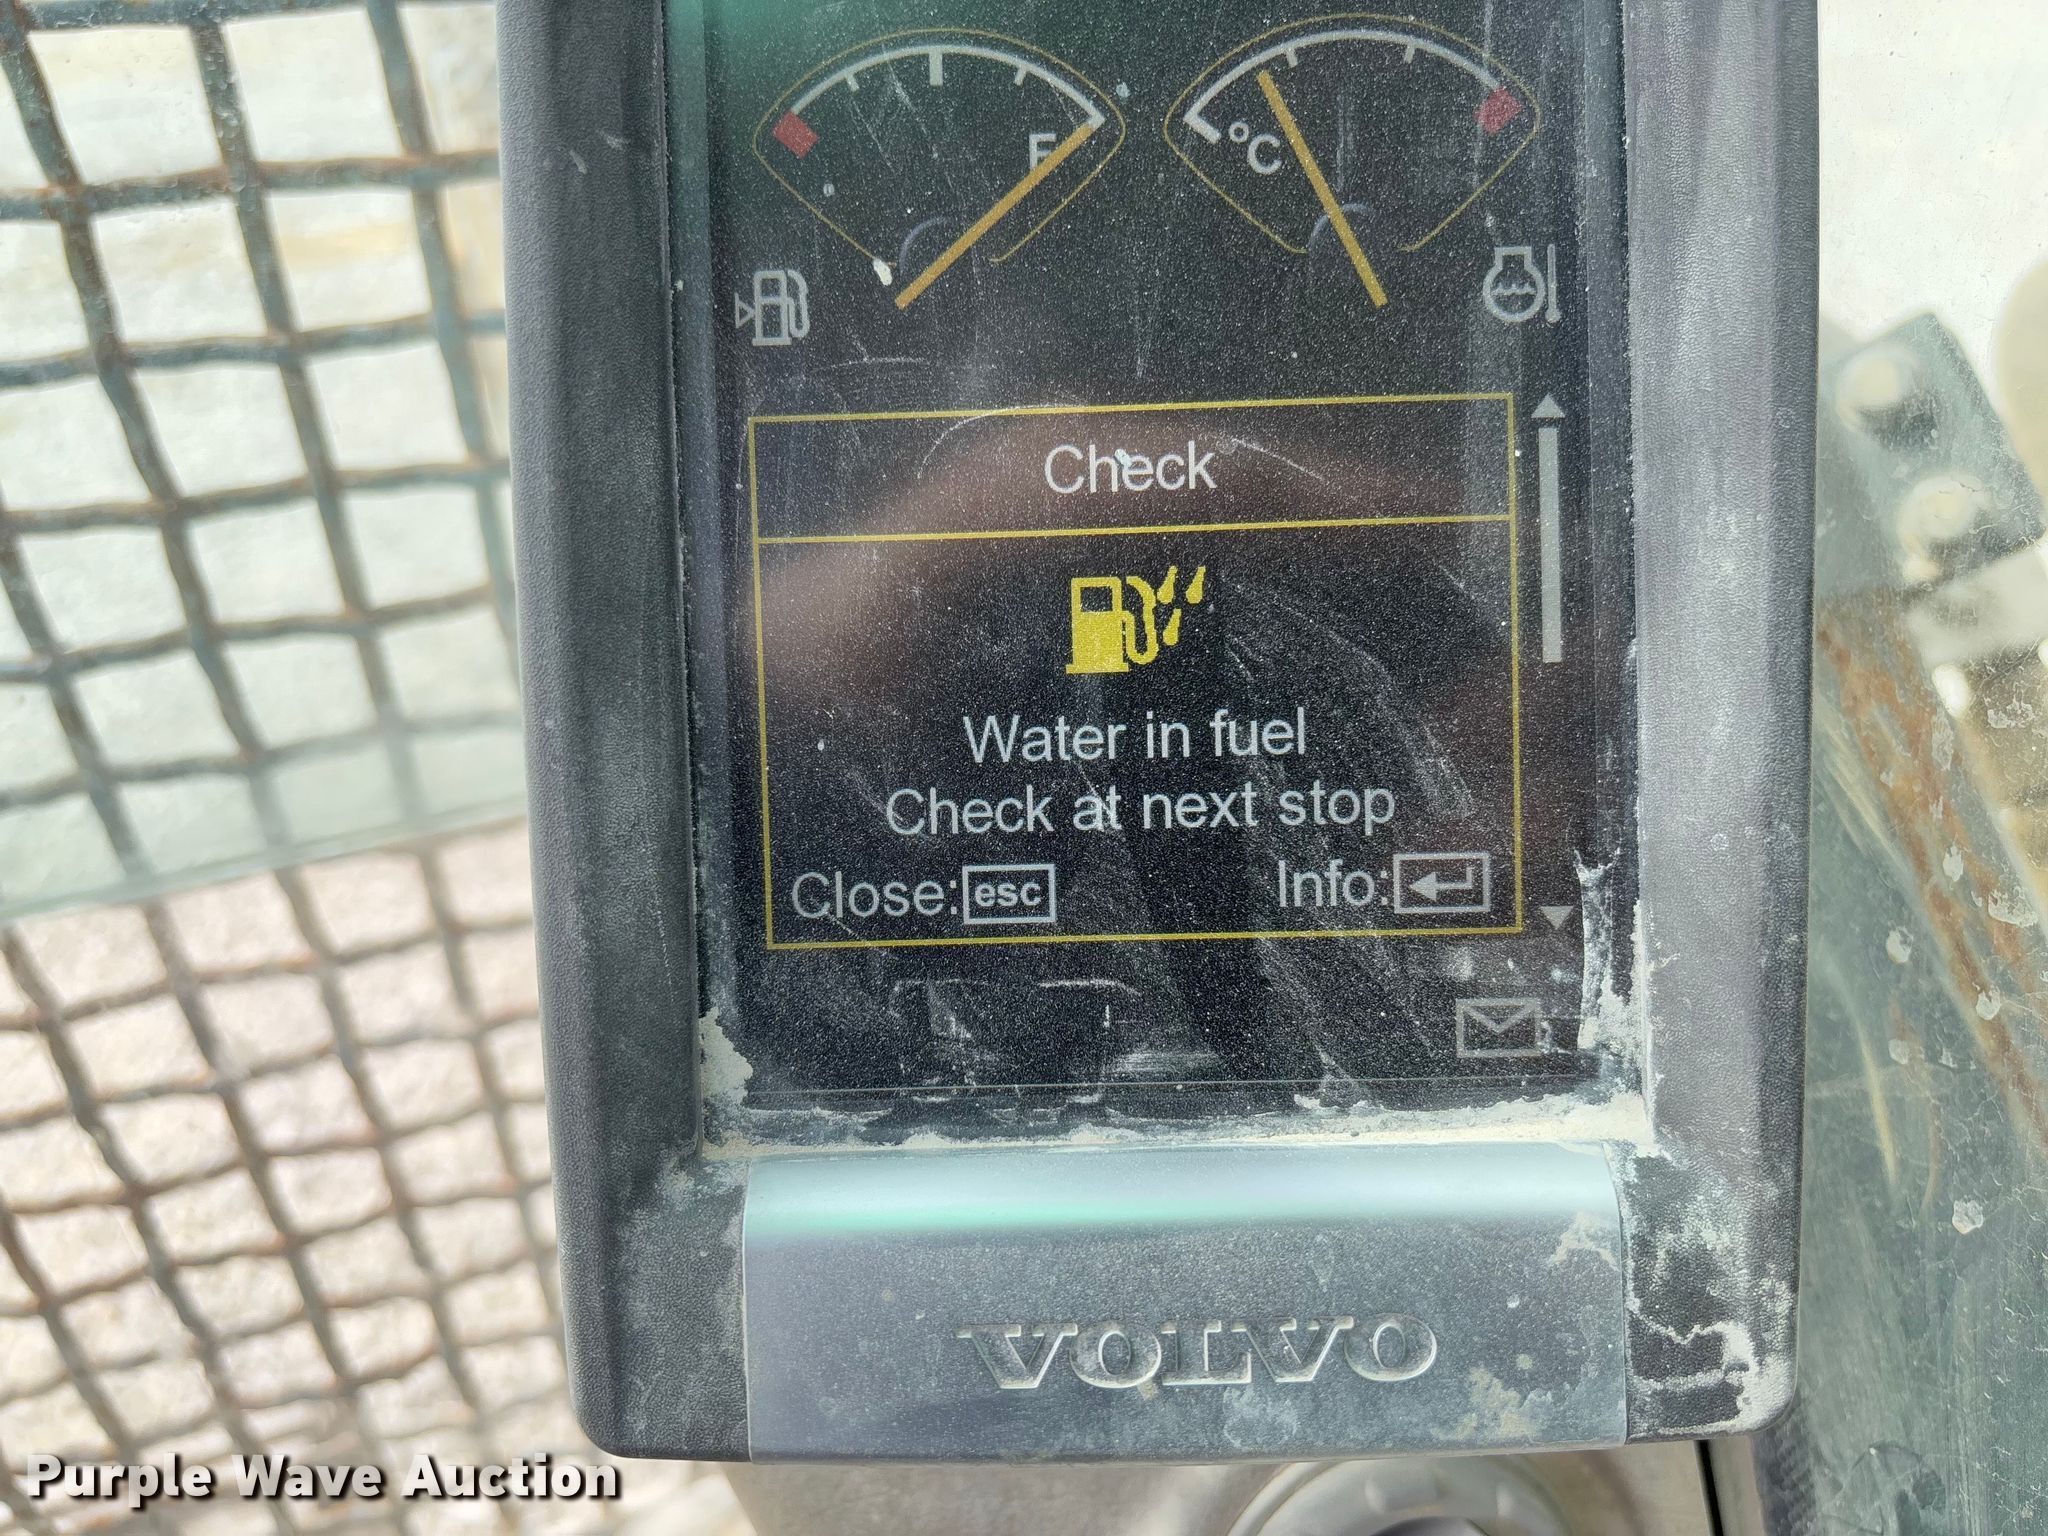 F
°C
Check
Water in fuel
Check at next stop
Close: esc
Info:
VOLVO
Purple Wave Auction